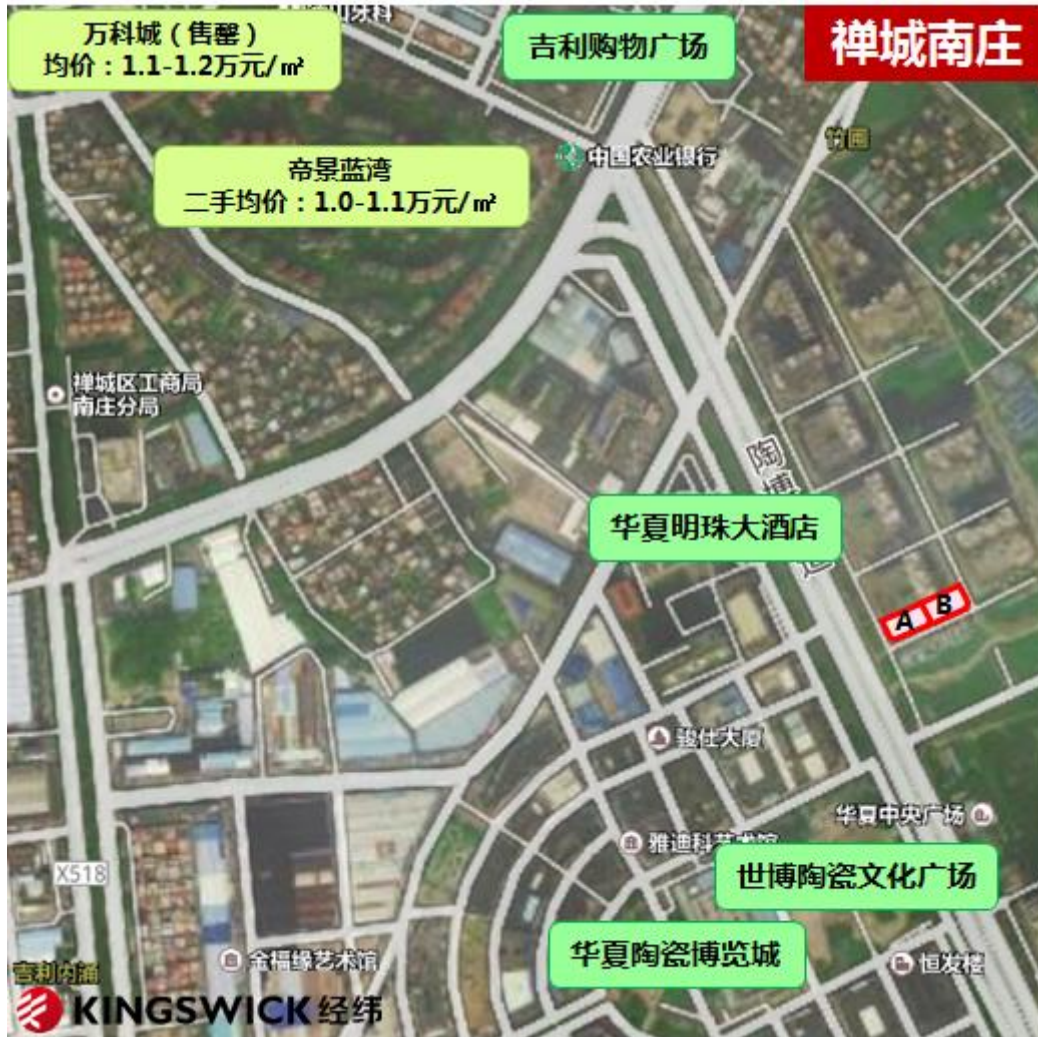 万科城（售罄）
均价：1.1-1.2万元/㎡
吉利购物广场
禅城南庄
竹园
中国农业银行
帝景蓝湾
二手均价：1.0-1.1万元/㎡
禅城区工商局
南庄分局
陶博
华夏明珠大酒店
A B
骏仕大厦
华夏中央广场
雅迪科艺术馆
世博陶瓷文化广场
X518
华夏陶瓷博览城
金福缘艺术馆
恒发楼
吉利内涌
KINGSWICK 经纬